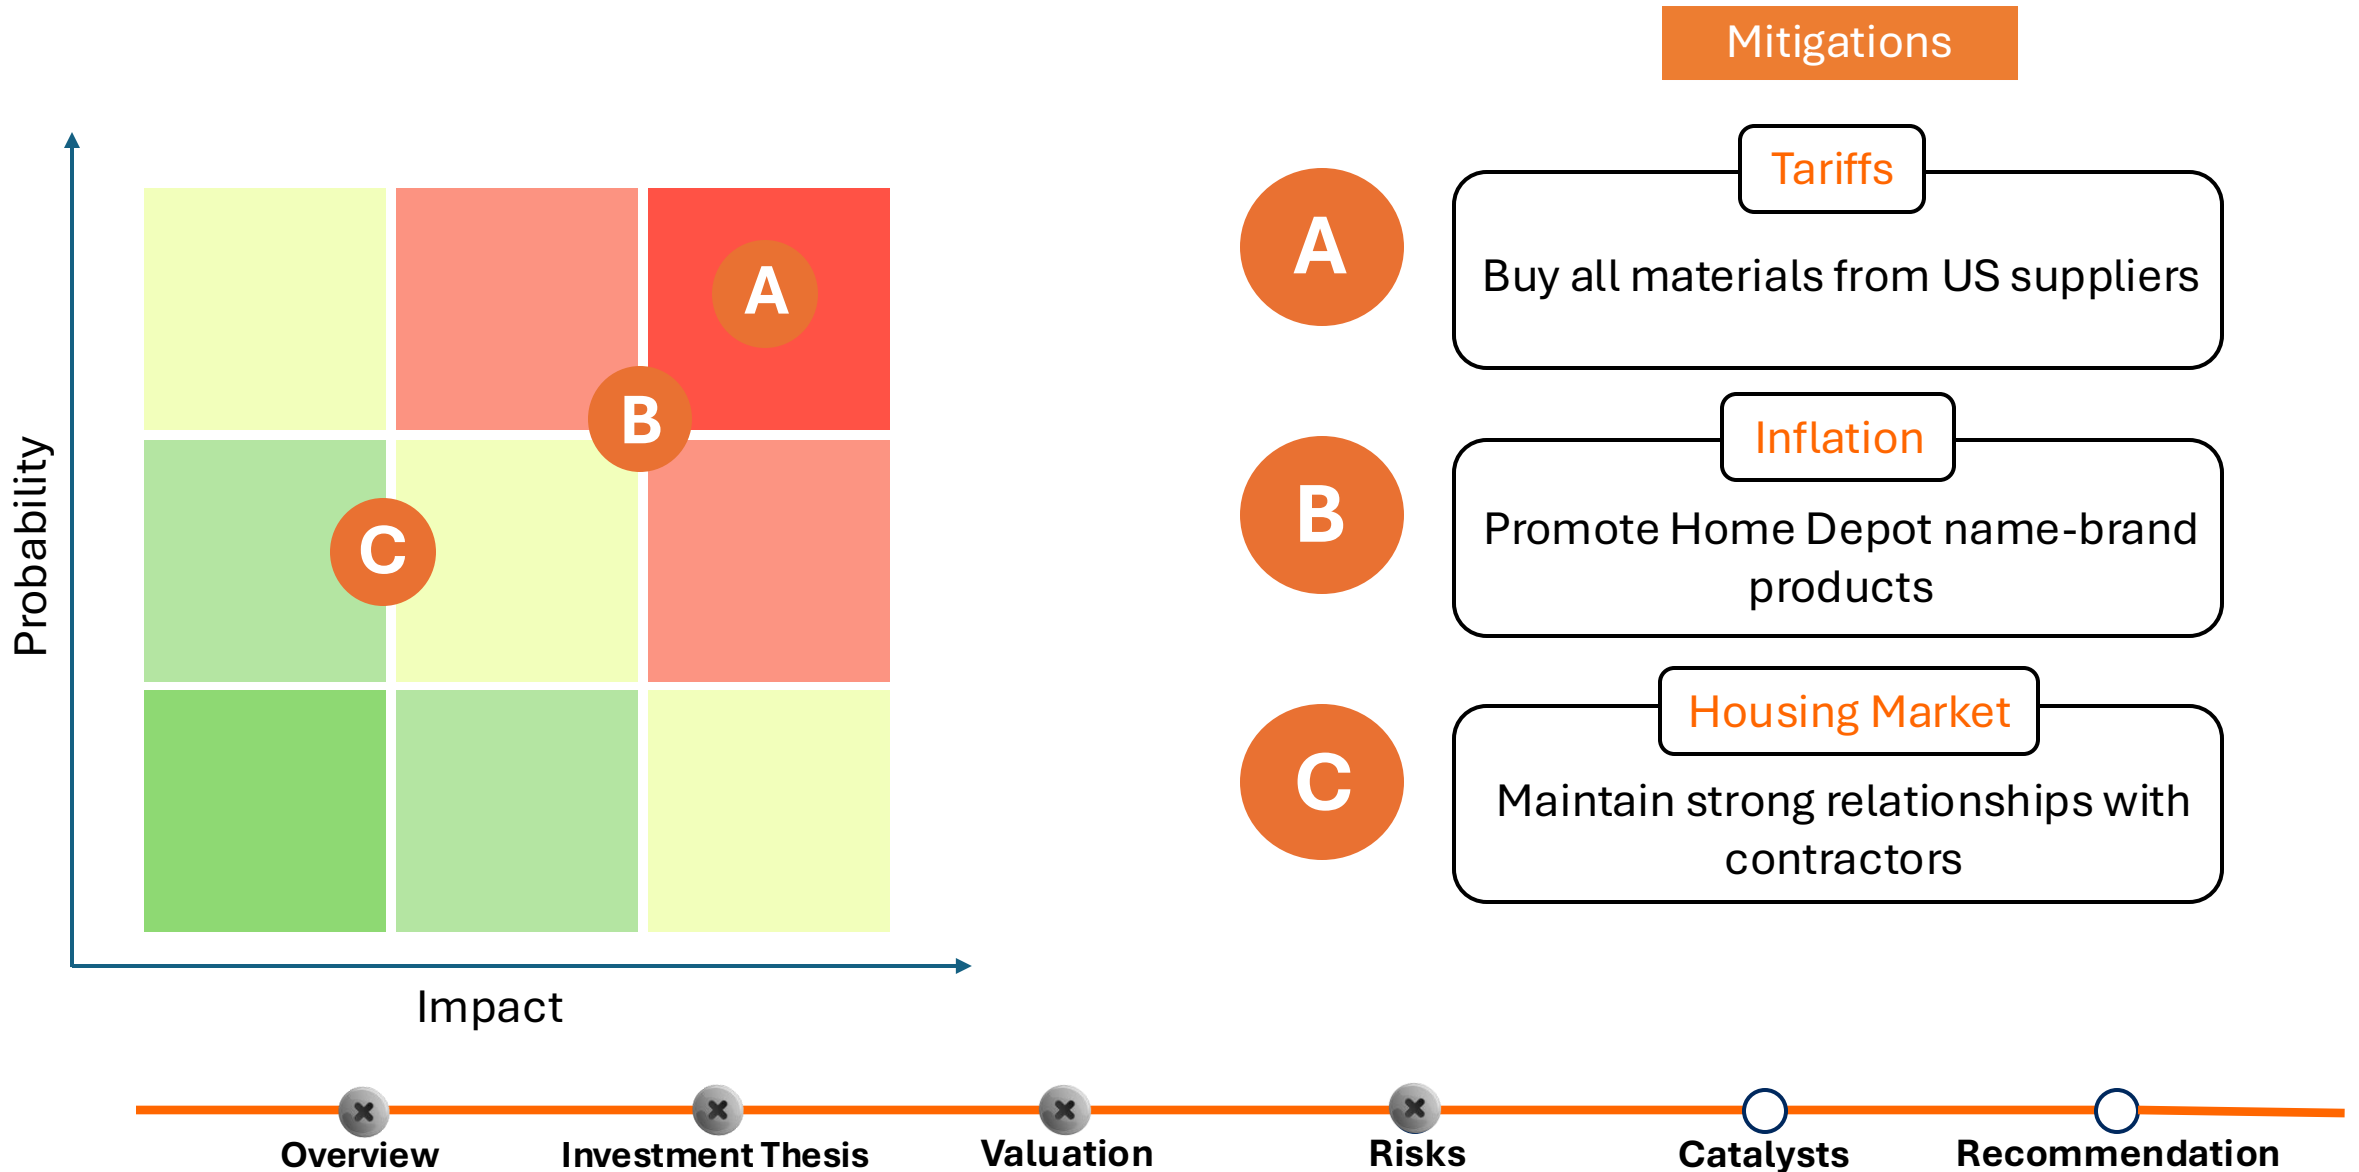 Mitigations
Probability
A
B
C
Impact
A
Tariffs
Buy all materials from US suppliers
B
Inflation
Promote Home Depot name-brand
products
C
Housing Market
Maintain strong relationships with
contractors
Overview
Investment Thesis
Valuation
Risks
Catalysts
Recommendation